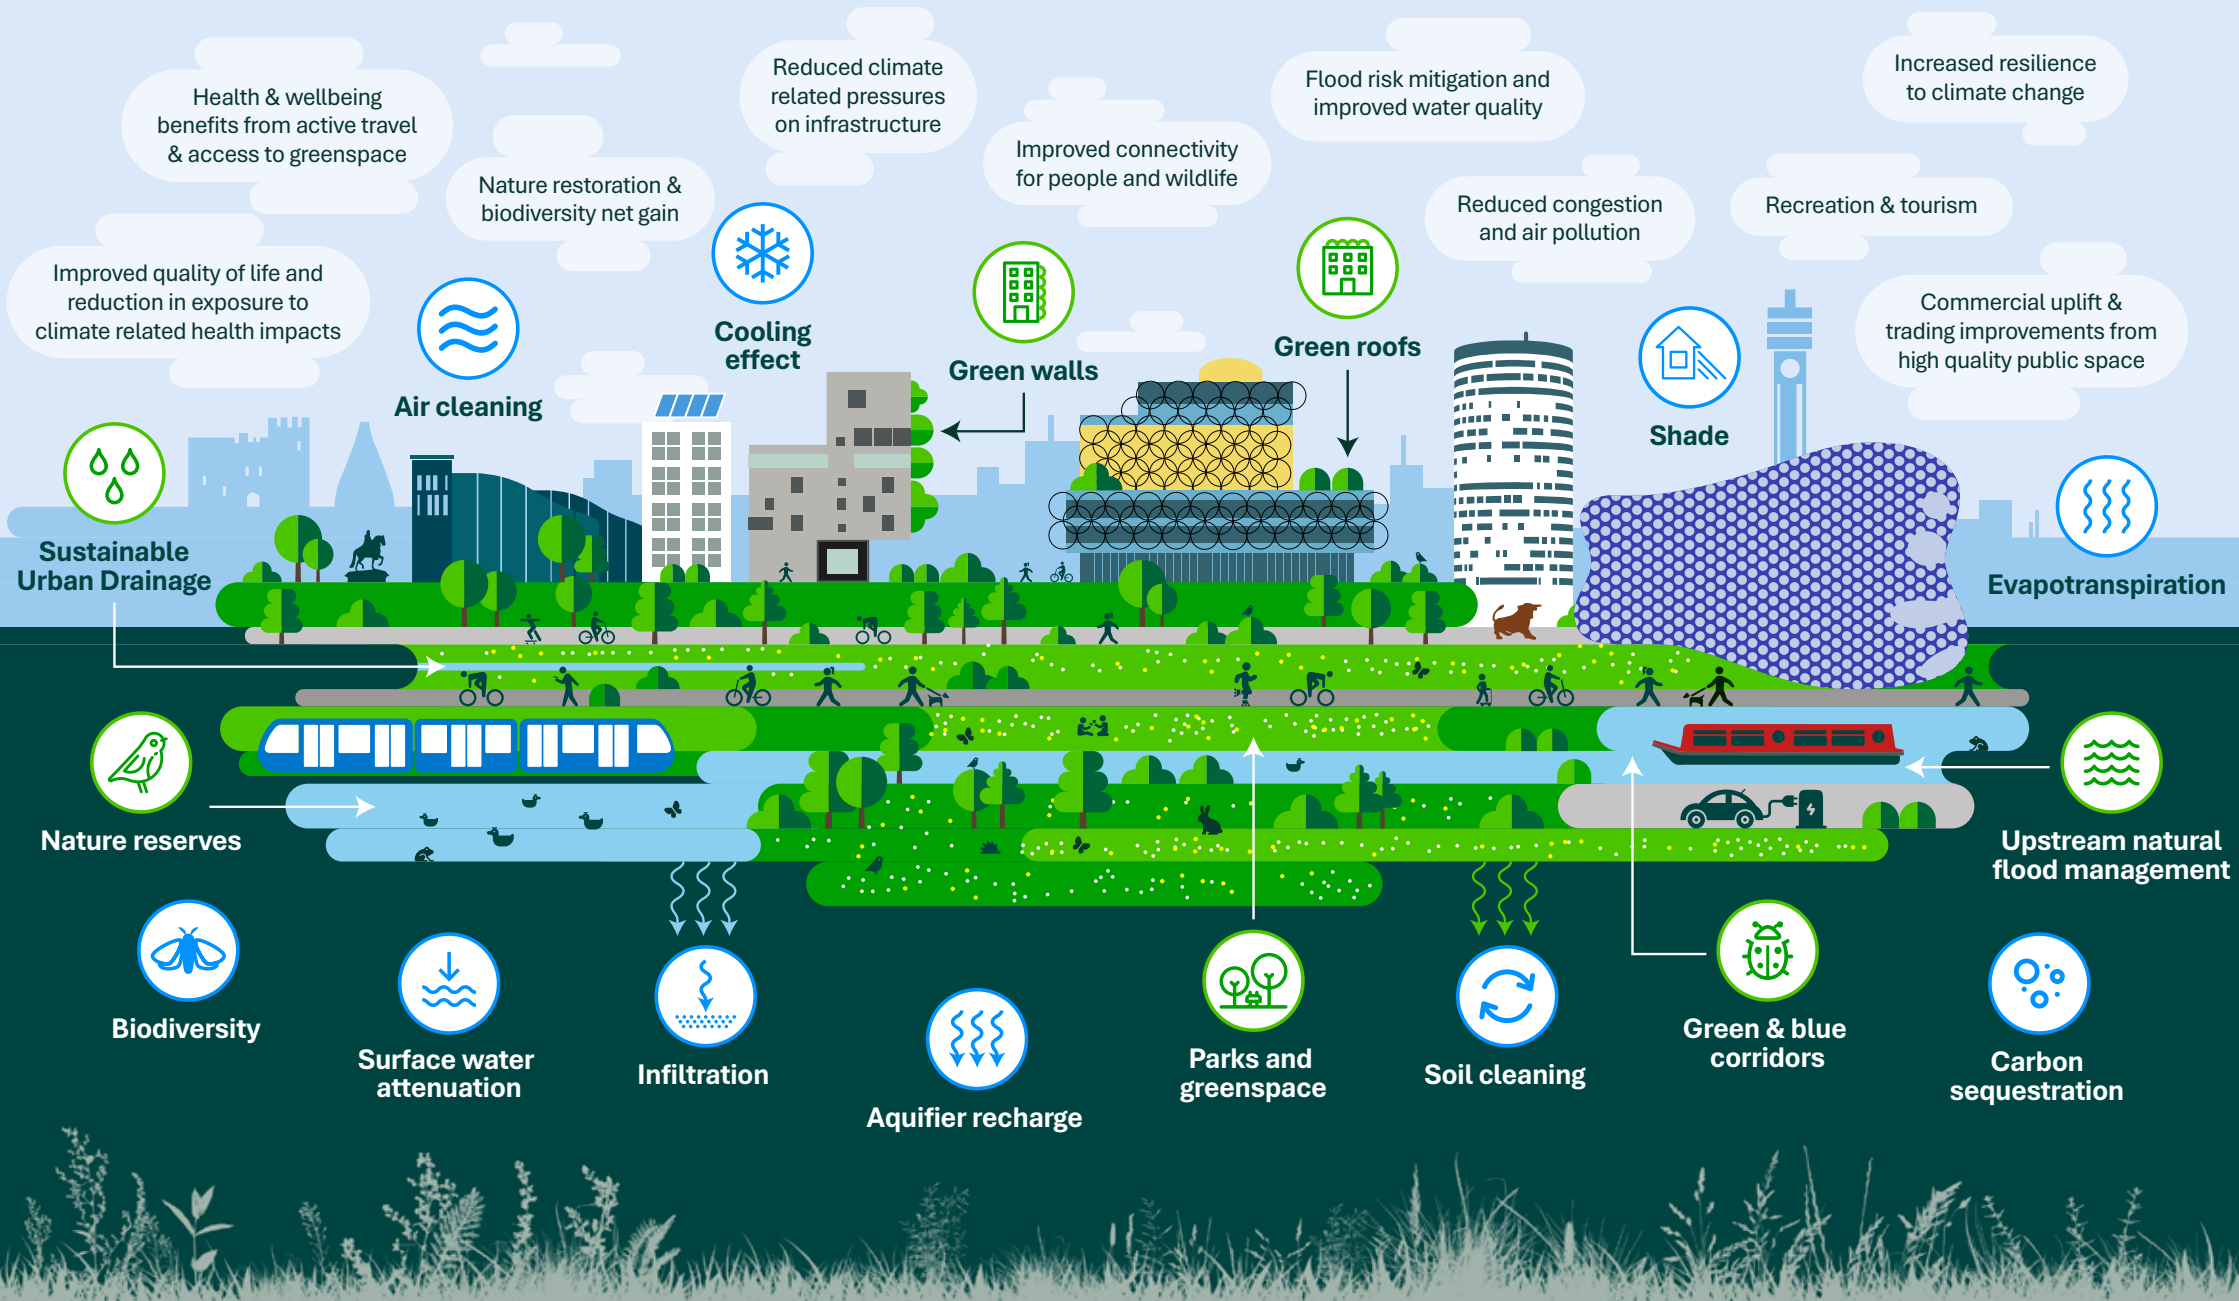 Health & wellbeing
benefits from active travel
& access to greenspace
Reduced climate
related pressures
on infrastructure
Flood risk mitigation and
improved water quality
Increased resilience
to climate change
Improved connectivity
for people and wildlife
Nature restoration &
biodiversity net gain
Reduced congestion
and air pollution
Recreation & tourism
Improved quality of life and
reduction in exposure to
climate related health impacts
Commercial uplift &
trading improvements from
high quality public space
Cooling
effect
Green walls
Green roofs
Air cleaning
Shade
Sustainable
Urban Drainage
Evapotranspiration
Nature reserves
Upstream natural
flood management
Biodiversity
Surface water
attenuation
Infiltration
Aquifier recharge
Parks and
greenspace
Soil cleaning
Green & blue
corridors
Carbon
sequestration